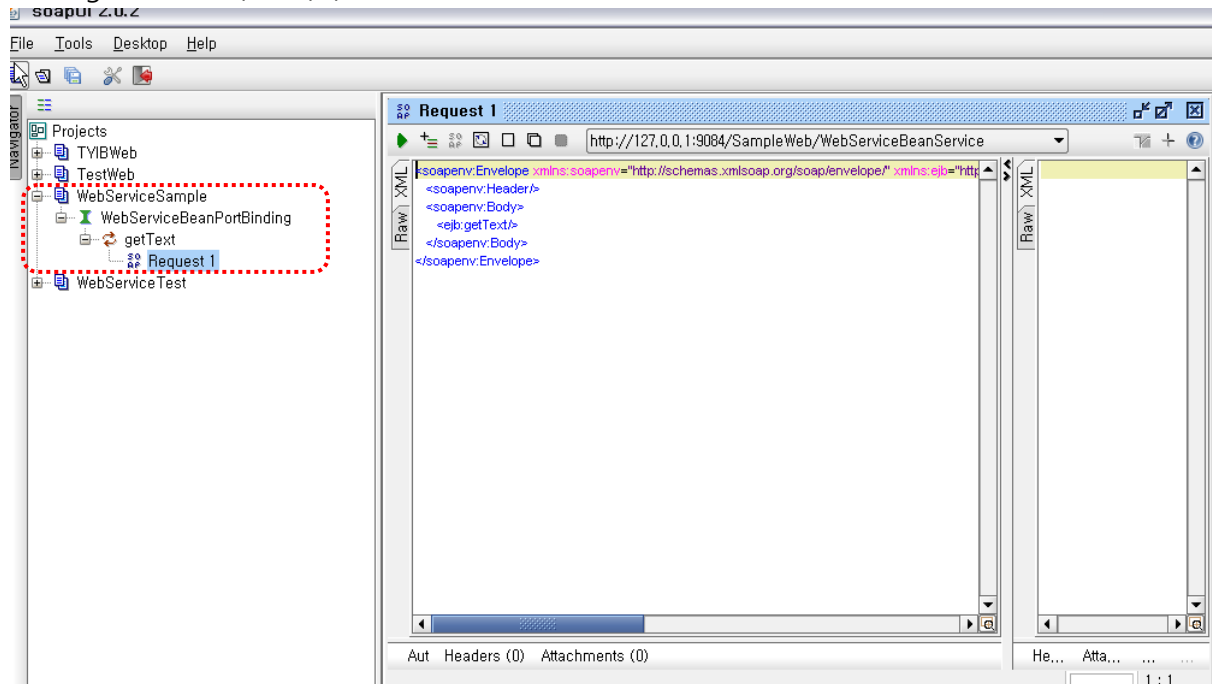 soapUI 2.0.2
File Tools Desktop Help
Navigator
Projects
TYIBWeb
TestWeb
WebServiceSample
WebServiceBeanPortBinding
getText
Request 1
WebServiceTest
Request 1
http://127.0.0.1:9084/SampleWeb/WebServiceBeanService
XML
Raw
<soapenv:Envelope xmlns:soapenv="http://schemas.xmlsoap.org/soap/envelope/" xmlns:ejb="http
<soapenv:Header/>
<soapenv:Body>
<ejb:getText/>
</soapenv:Body>
</soapenv:Envelope>
XML
Raw
Aut Headers (0) Attachments (0)
He... Atta... ... ...
1 : 1